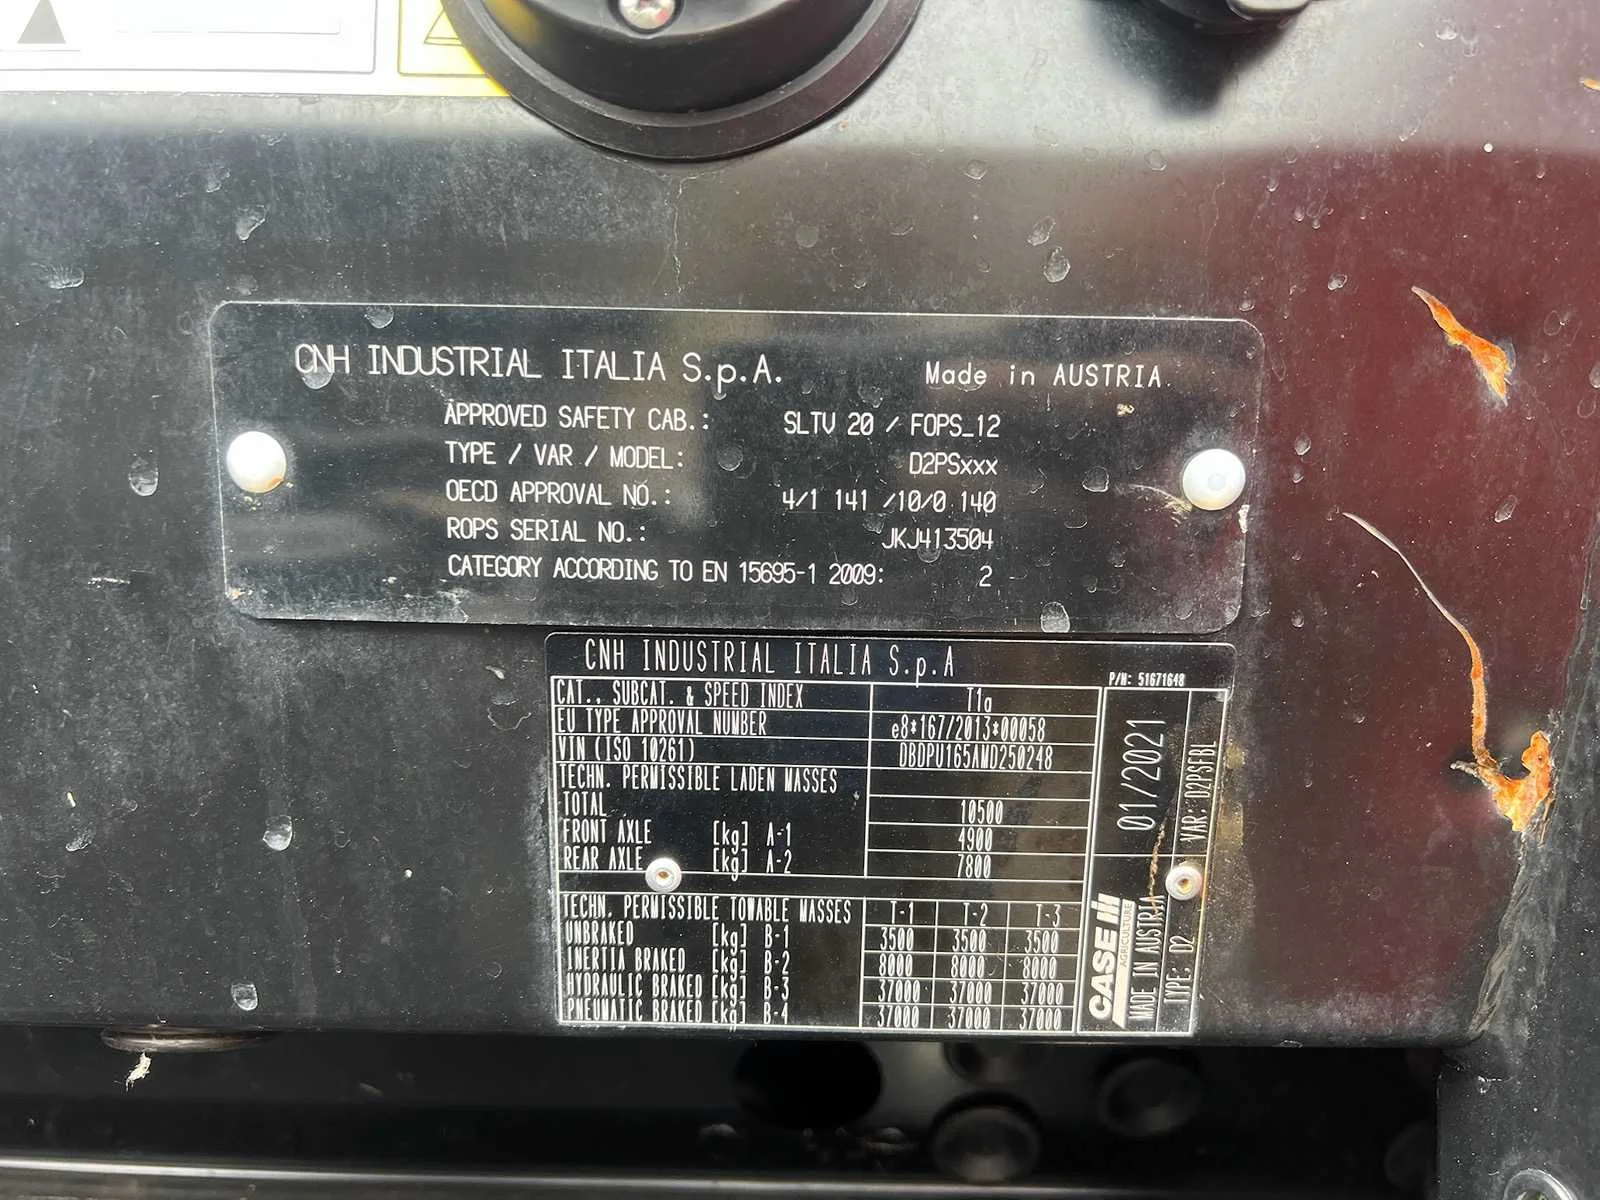 CNH INDUSTRIAL ITALIA S.p.A. Made in AUSTRIA
APPROVED SAFETY CAB.: SLTV 20 / FOPS_12
TYPE / VAR / MODEL: D2PSxxx
OECD APPROVAL NO.: 4/1 141 /10/0 140
ROPS SERIAL NO.: JKJ413504
CATEGORY ACCORDING TO EN 15695-1 2009: 2
CNH INDUSTRIAL ITALIA S.p.A
P/N: 51671648
CAT., SUBCAT. & SPEED INDEX T1a
EU TYPE APPROVAL NUMBER e8*167/2013*00058
VIN (ISO 10261) DBDPU165AMD250248
TECHN. PERMISSIBLE LADEN MASSES
TOTAL 10500
FRONT AXLE [kg] A-1 4900
REAR AXLE [kg] A-2 7800
TECHN. PERMISSIBLE TOWABLE MASSES T-1 T-2 T-3
UNBRAKED [kg] B-1 3500 3500 3500
INERTIA BRAKED [kg] B-2 8000 8000 8000
HYDRAULIC BRAKED [kg] B-3 37000 37000 37000
PNEUMATIC BRAKED [kg] B-4 37000 37000 37000
01/2021
VAR: D2PSFBL
CASE IH
AGRICULTURE
MADE IN AUSTRIA
TYPE: D2